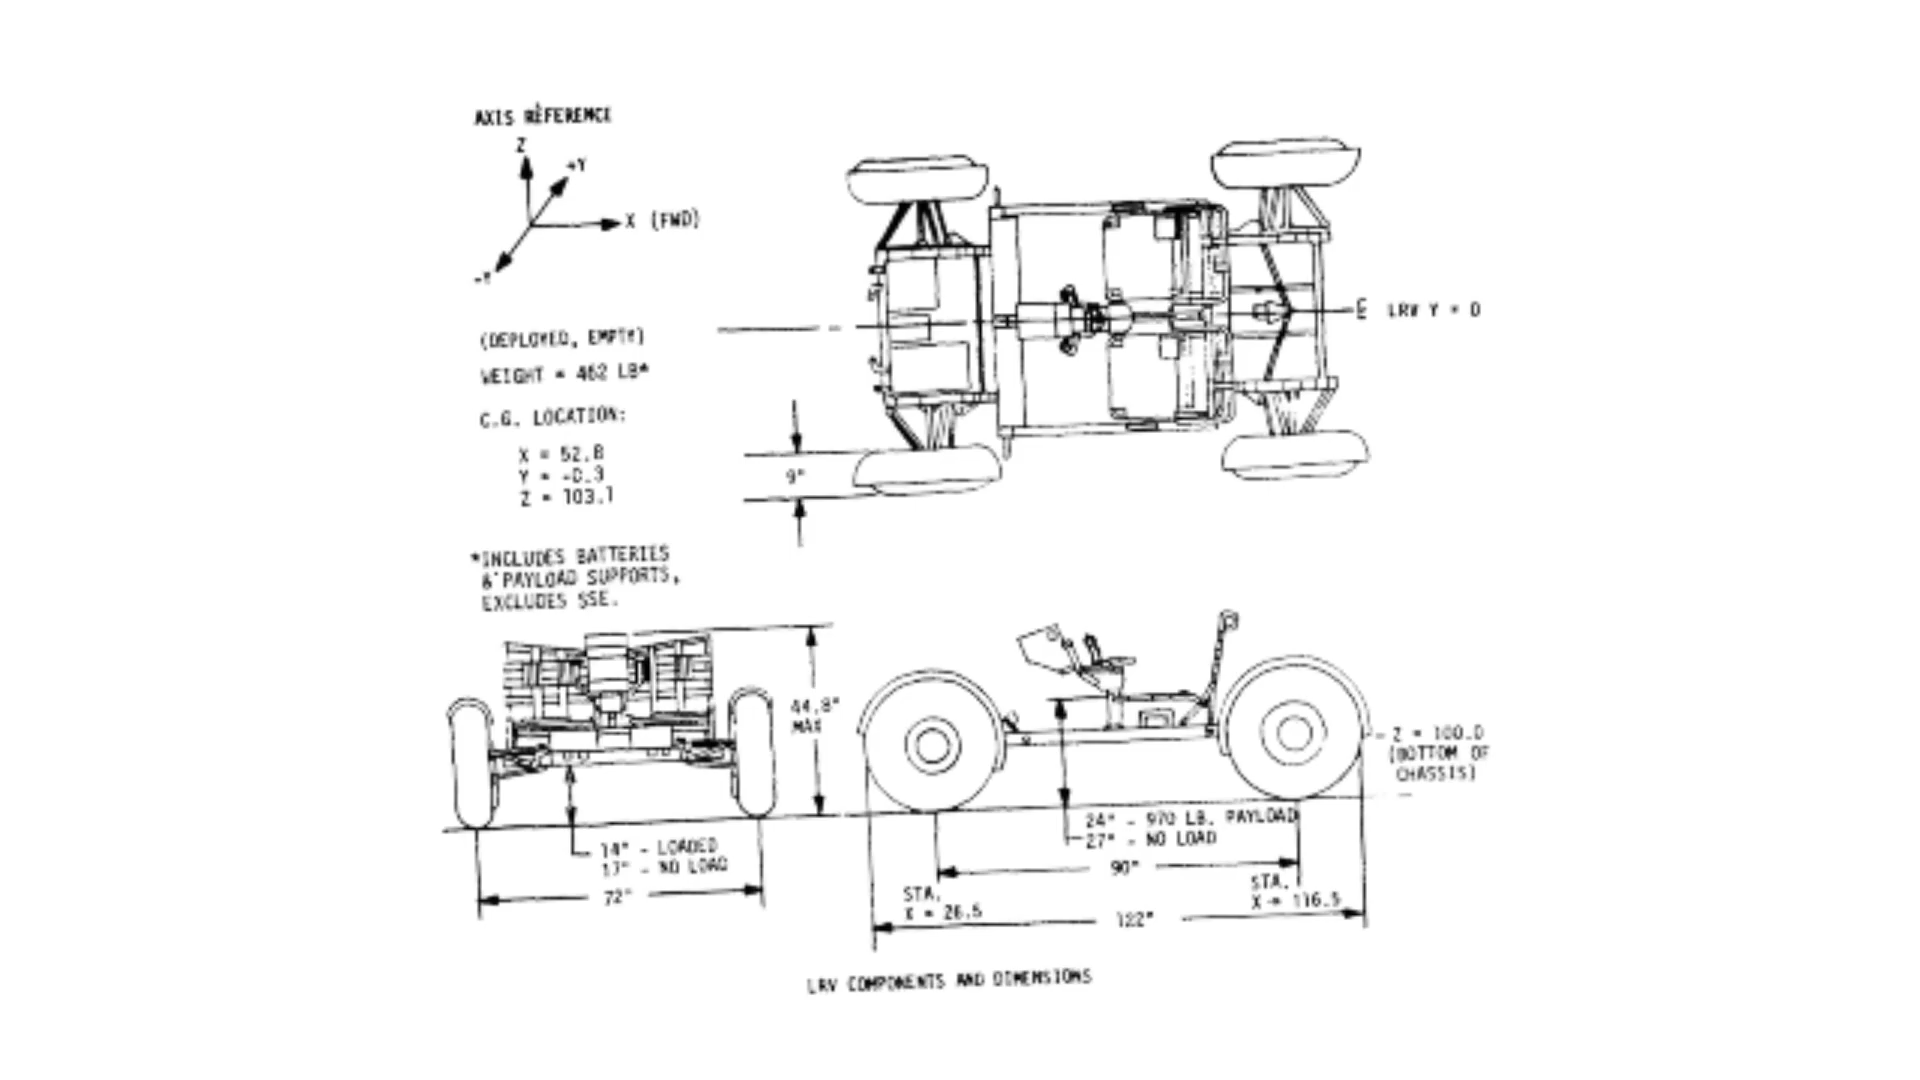 AXIS REFERENCE
Z
+Y
X (FWD)
-Y
(DEPLOYED, EMPTY)
WEIGHT = 462 LB*
C.G. LOCATION:
X = 52.8
Y = -0.3
Z = 103.1
*INCLUDES BATTERIES
& PAYLOAD SUPPORTS,
EXCLUDES SSE.
LRV Y = 0
9"
44.8"
MAX
14" - LOADED
17" - NO LOAD
72"
Z = 100.0
(BOTTOM OF
CHASSIS)
24" - 970 LB. PAYLOAD
27" - NO LOAD
90"
STA.
X = 26.5
STA.
X = 116.5
122"
LRV COMPONENTS AND DIMENSIONS